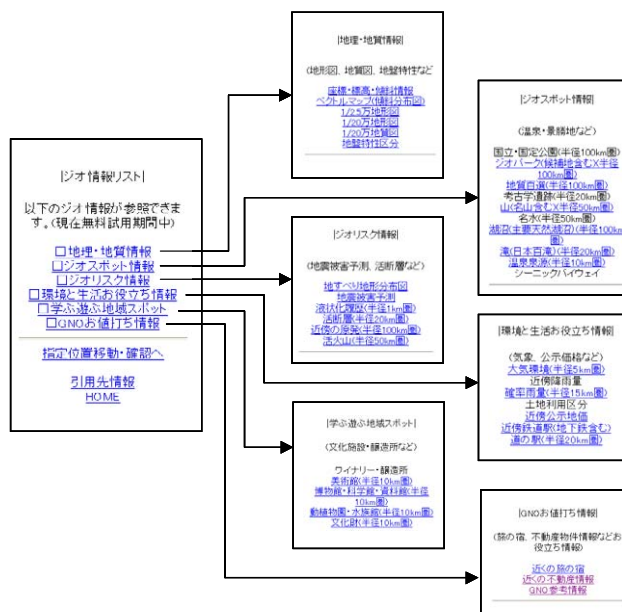 |ジオ情報リスト|
以下のジオ情報が参照できま
す。(現在無料試用期間中)
□地理・地質情報
□ジオスポット情報
□ジオリスク情報
□環境と生活お役立ち情報
□学ぶ遊ぶ地域スポット
□GNOお値打ち情報
指定位置移動・確認へ
引用先情報
HOME
|地理・地質情報|
(地形図、地質図、地盤特性など
座標・標高・傾斜情報
ベクトルマップ(傾斜分布図)
1/2.5万地形図
1/20万地形図
1/20万地質図
地盤特性区分
|ジオリスク情報|
(地震被害予測、活断層など)
地すべり地形分布図
地震被害予測
液状化履歴(半径1km圏)
活断層(半径20km圏)
近傍の原発(半径100km圏)
活火山(半径50km圏)
|学ぶ遊ぶ地域スポット|
(文化施設・醸造所など)
ワイナリー・醸造所
美術館(半径10km圏)
博物館・科学館・資料館(半径
10km圏)
動植物園・水族館(半径10km圏)
文化財(半径10km圏)
|ジオスポット情報|
(温泉・景勝地など)
国立・国定公園(半径100km圏)
ジオパーク(候補地含む)(半径
100km圏)
地質百選(半径100km圏)
考古学遺跡(半径20km圏)
山(名山含む)(半径50km圏)
名水(半径50km圏)
湖沼(主要天然湖沼)(半径100km
圏)
滝(日本百滝)(半径20km圏)
温泉泉源(半径10km圏)
シーニックバイウェイ
|環境と生活お役立ち情報|
(気象、公示価格など)
大気環境(半径5km圏)
近傍降雨量
確率雨量(半径15km圏)
土地利用区分
近傍公示地価
近傍鉄道駅(地下鉄含む)
道の駅(半径20km圏)
|GNOお値打ち情報|
(旅の宿、不動産物件情報などお
役立ち情報)
近くの旅の宿
近くの不動産情報
GNO参考情報